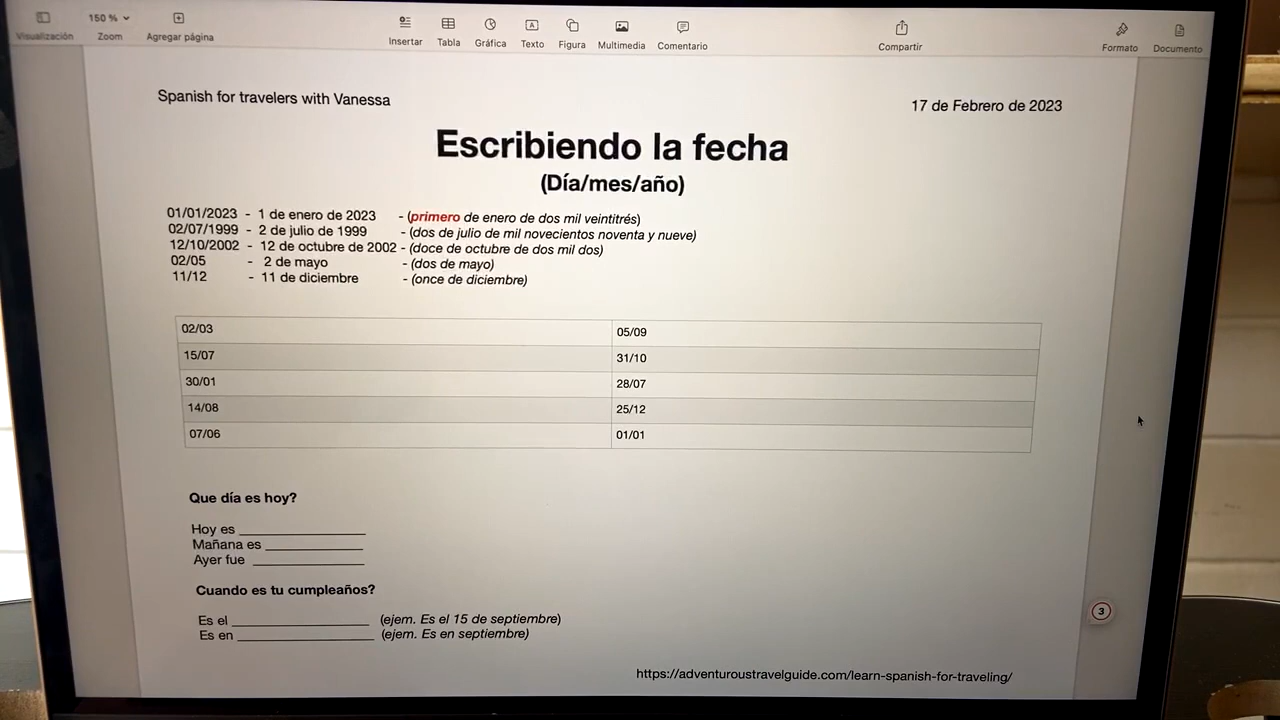 Visualización
150 %
Zoom
Agregar página
Insertar
Tabla
Gráfica
Texto
Figura
Multimedia
Comentario
Compartir
Formato
Documento
Spanish for travelers with Vanessa
17 de Febrero de 2023
Escribiendo la fecha
(Día/mes/año)
01/01/2023 - 1 de enero de 2023 - (primero de enero de dos mil veintitrés)
02/07/1999 - 2 de julio de 1999 - (dos de julio de mil novecientos noventa y nueve)
12/10/2002 - 12 de octubre de 2002 - (doce de octubre de dos mil dos)
02/05 - 2 de mayo - (dos de mayo)
11/12 - 11 de diciembre - (once de diciembre)
02/03 05/09
15/07 31/10
30/01 28/07
14/08 25/12
07/06 01/01
Que día es hoy?
Hoy es _______________
Mañana es ____________
Ayer fue ______________
Cuando es tu cumpleaños?
Es el _________________ (ejem. Es el 15 de septiembre)
Es en _________________ (ejem. Es en septiembre)
3
https://adventuroustravelguide.com/learn-spanish-for-traveling/